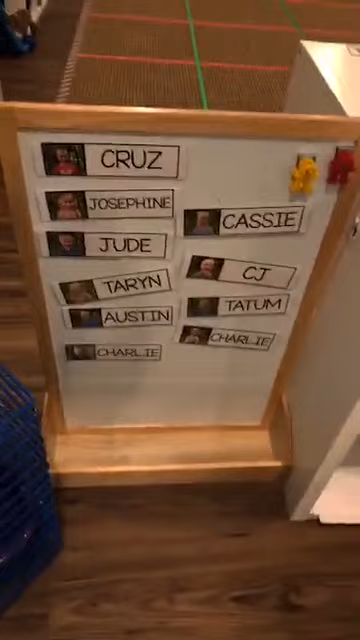 CRUZ
JOSEPHINE
JUDE
TARYN
AUSTIN
CHARLIE
CASSIE
CJ
TATUM
CHARLIE